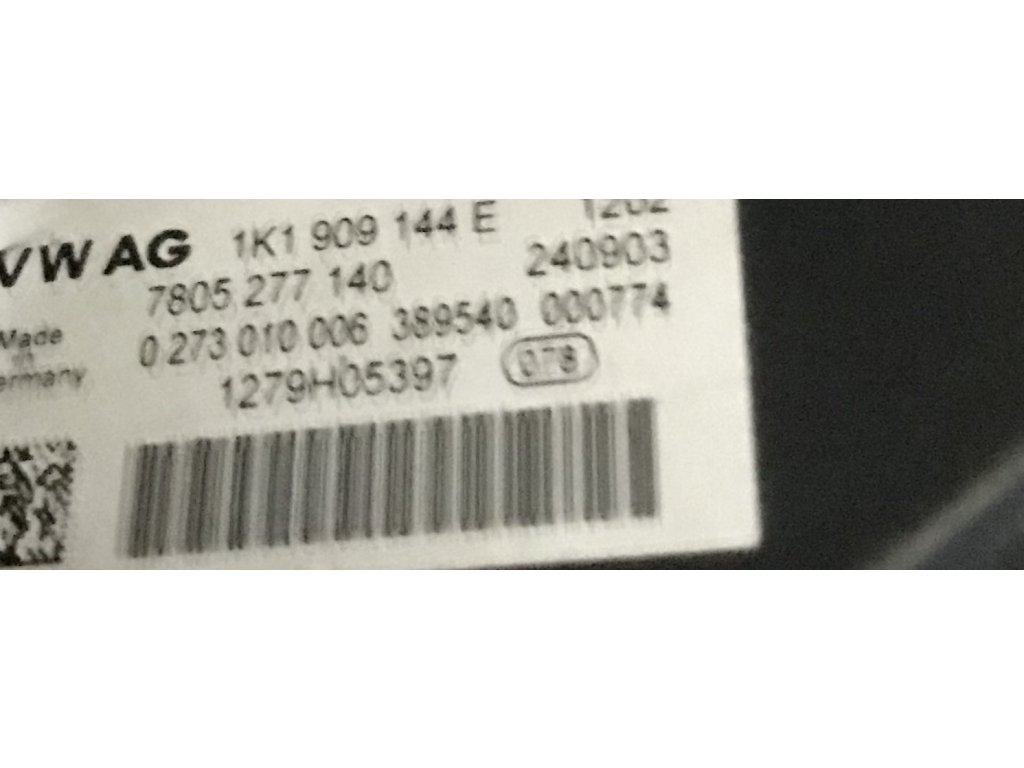 VW AG 1K1 909 144 E 1202
7805 277 140 240903
Made 0 273 010 006 389540 000774
in
Germany 1279H05397 078